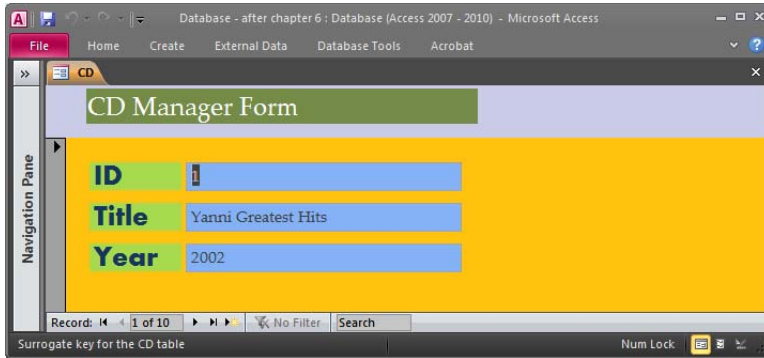 Database - after chapter 6 : Database (Access 2007 - 2010) - Microsoft Access
File Home Create External Data Database Tools Acrobat
CD
CD Manager Form
Navigation Pane
ID 1
Title Yanni Greatest Hits
Year 2002
Record: 1 of 10 No Filter Search
Surrogate key for the CD table Num Lock